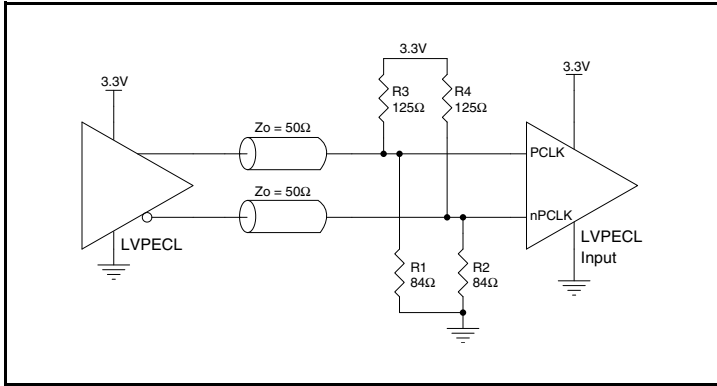 3.3V
3.3V
3.3V
R3
125Ω
R4
125Ω
Zo = 50Ω
PCLK
Zo = 50Ω
nPCLK
LVPECL
LVPECL
Input
R1
84Ω
R2
84Ω